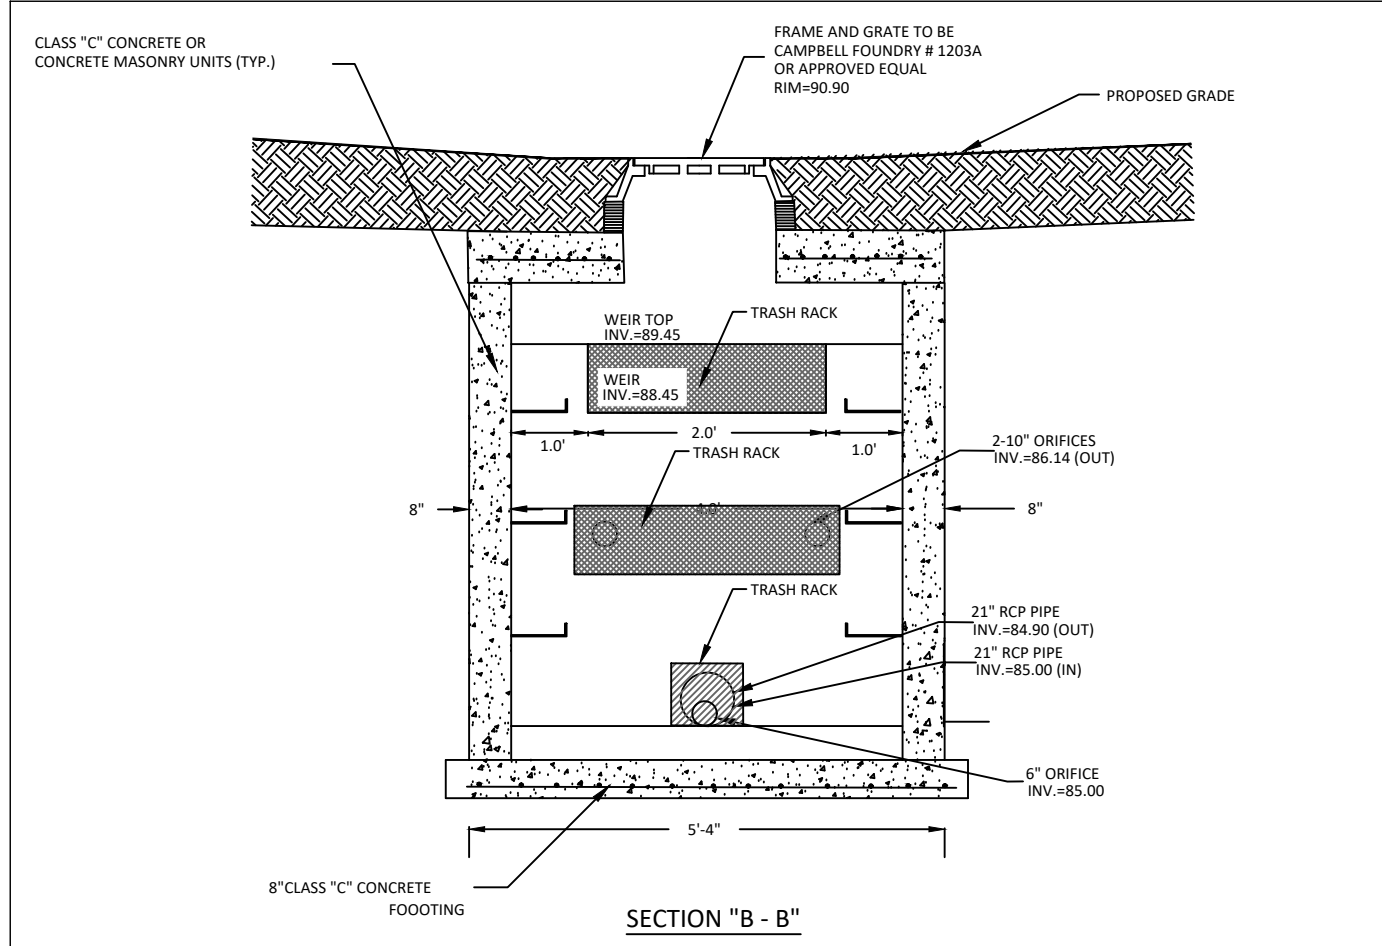 CLASS "C" CONCRETE OR
CONCRETE MASONRY UNITS (TYP.)
FRAME AND GRATE TO BE
CAMPBELL FOUNDRY # 1203A
OR APPROVED EQUAL
RIM=90.90
PROPOSED GRADE
WEIR TOP
INV.=89.45
TRASH RACK
WEIR
INV.=88.45
1.0'
2.0'
1.0'
TRASH RACK
2-10" ORIFICES
INV.=86.14 (OUT)
8"
4.0'
8"
TRASH RACK
21" RCP PIPE
INV.=84.90 (OUT)
21" RCP PIPE
INV.=85.00 (IN)
6" ORIFICE
INV.=85.00
5'-4"
8"CLASS "C" CONCRETE
FOOOTING
SECTION "B - B"